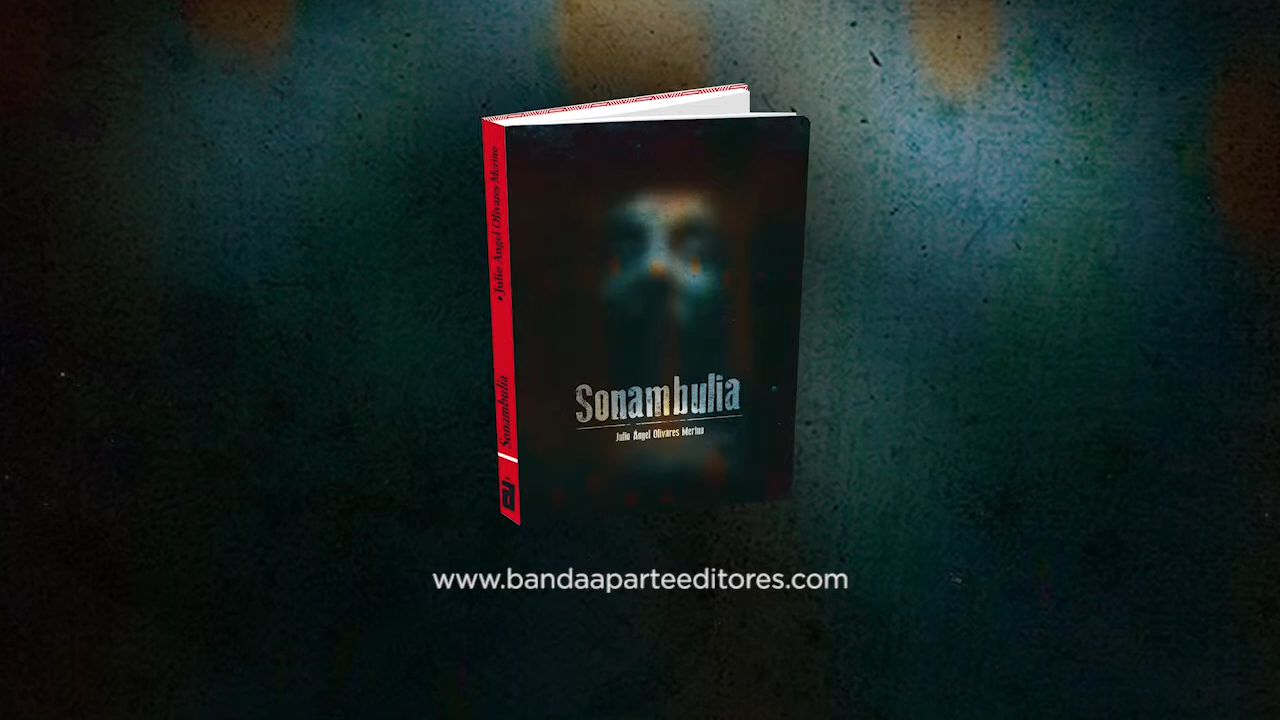 Julio Ángel Olivares Merino
Sonambulia
Sonambulia
Julio Ángel Olivares Merino
www.bandaaparteeditores.com